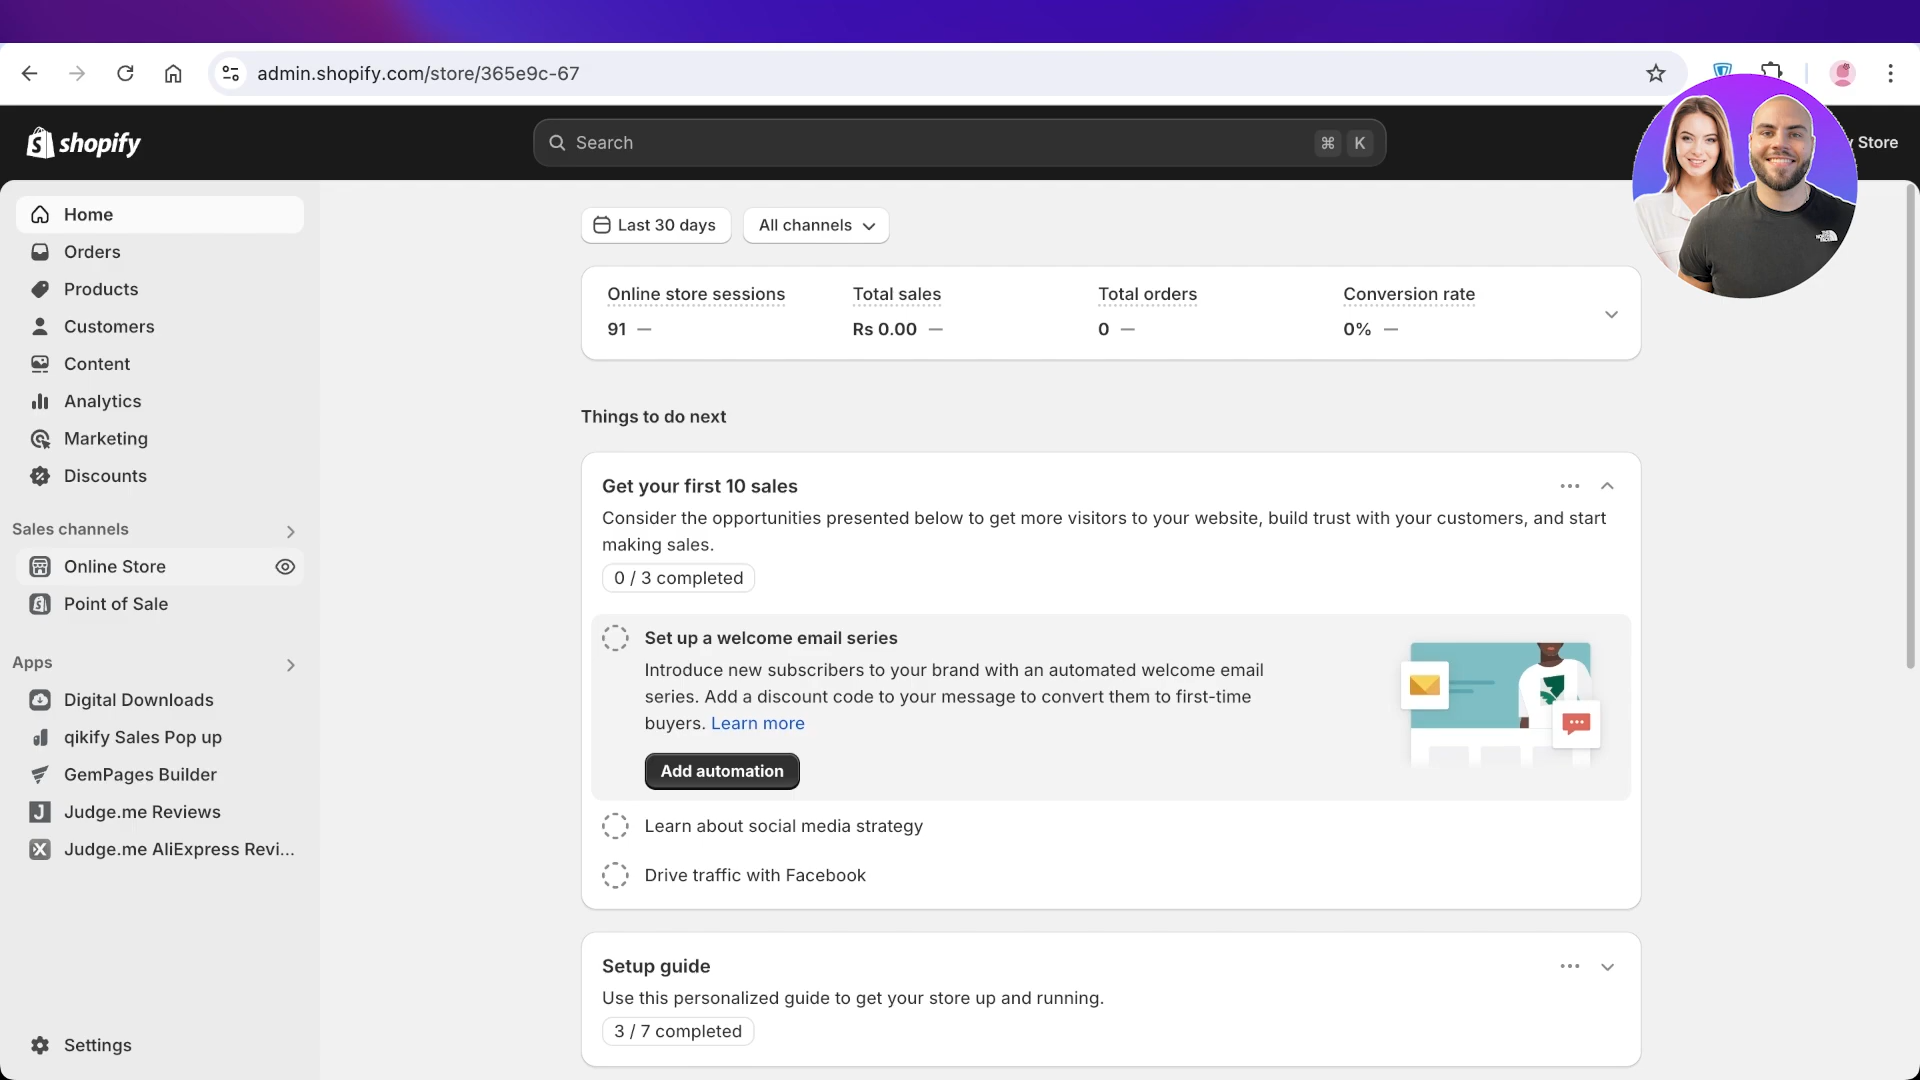 admin.shopify.com/store/365e9c-67
shopify
Search
⌘ K
Store
Home
Orders
Products
Customers
Content
Analytics
Marketing
Discounts
Sales channels
Online Store
Point of Sale
Apps
Digital Downloads
qikify Sales Pop up
GemPages Builder
Judge.me Reviews
Judge.me AliExpress Revi...
Settings
Last 30 days
All channels
Online store sessions
91 —
Total sales
Rs 0.00 —
Total orders
0 —
Conversion rate
0% —
Things to do next
Get your first 10 sales
Consider the opportunities presented below to get more visitors to your website, build trust with your customers, and start
making sales.
0 / 3 completed
Set up a welcome email series
Introduce new subscribers to your brand with an automated welcome email
series. Add a discount code to your message to convert them to first-time
buyers. Learn more
Add automation
Learn about social media strategy
Drive traffic with Facebook
Setup guide
Use this personalized guide to get your store up and running.
3 / 7 completed